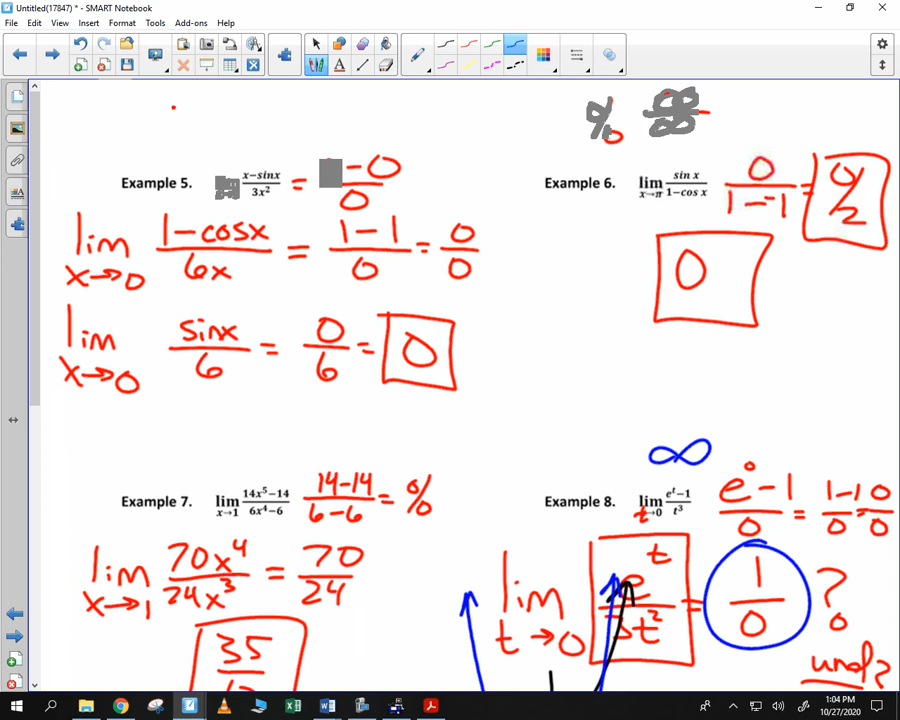 Untitled(17847) * - SMART Notebook
File Edit View Insert Format Tools Add-ons Help
0/0 ∞/∞
Example 5. x−sinx/3x² = −0/0
lim x→0 1−cosx/6x = 1−1/0 = 0/0
lim x→0 sinx/6 = 0/6 = 0
Example 6. lim x→π sin x/1−cos x 0/1−−1 = 0/2
0
Example 7. lim x→1 14x⁵−14/6x⁴−6 14−14/6−6 = 0/0
lim x→1 70x⁴/24x³ = 70/24
35
∞
Example 8. lim t→0 eᵗ−1/t³ e⁰−1/0 = 1−1/0 = 0/0
lim t→0 eᵗ/3t² = 1/0 ?
und?
1:04 PM
10/27/2020